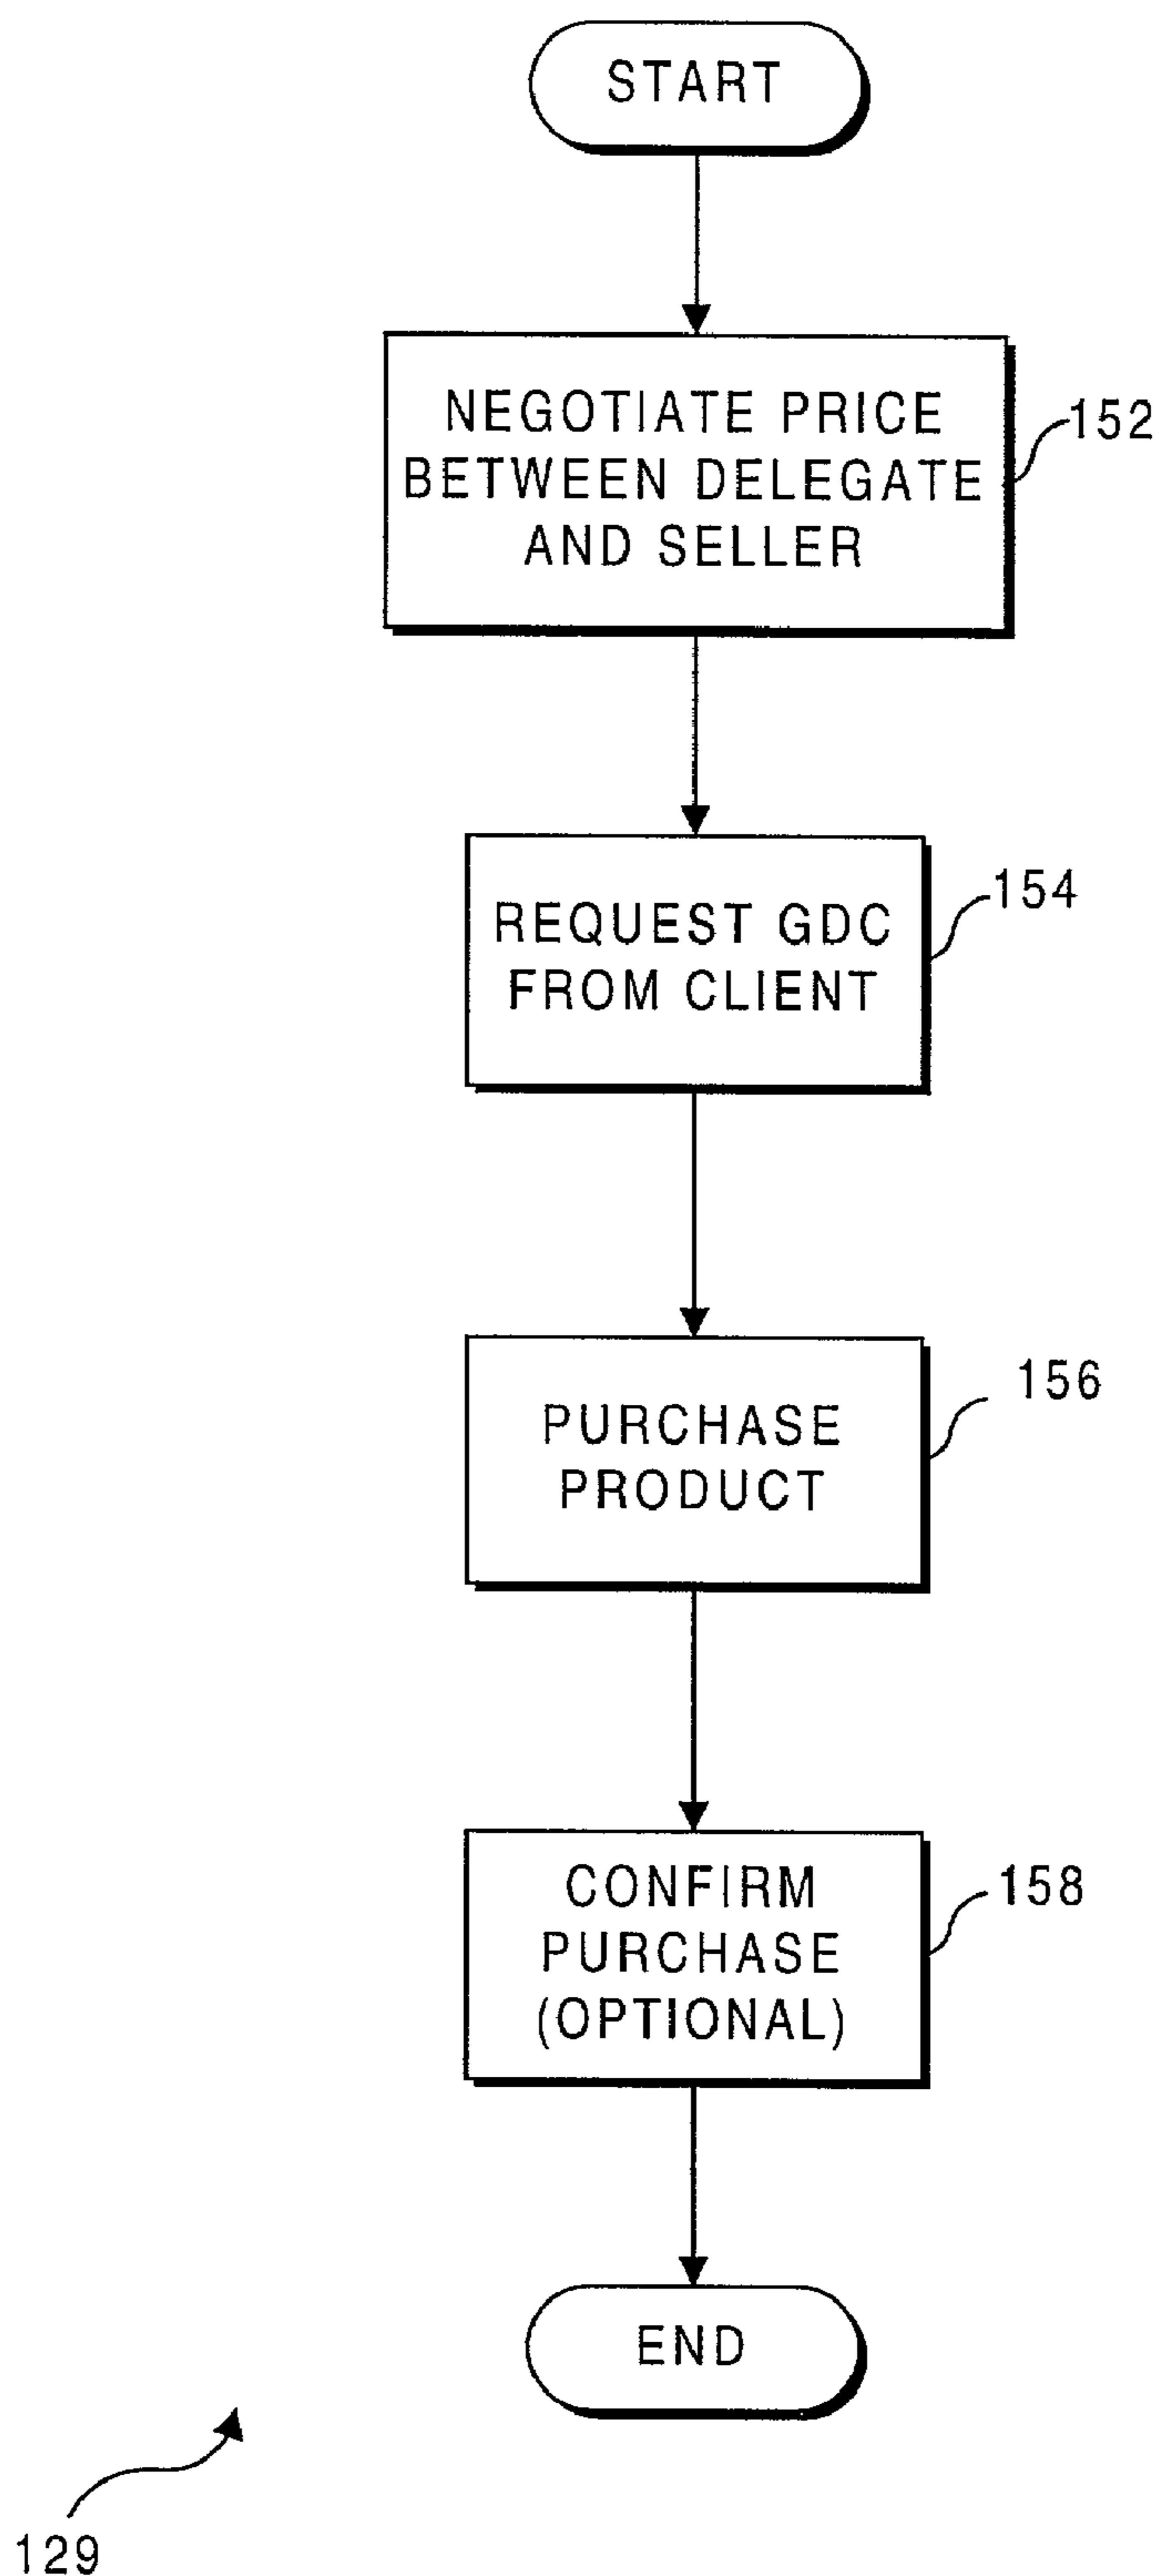 START
NEGOTIATE PRICE
BETWEEN DELEGATE
AND SELLER
152
REQUEST GDC
FROM CLIENT
154
PURCHASE
PRODUCT
156
CONFIRM
PURCHASE
(OPTIONAL)
158
END
129